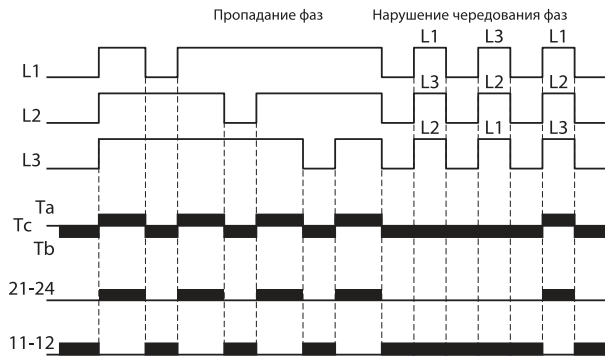 Пропадание фаз Нарушение чередования фаз
L1 L3 L1
L1
L3 L2 L2
L2
L2 L1 L3
L3
Ta
Tc
Tb
21-24
11-12